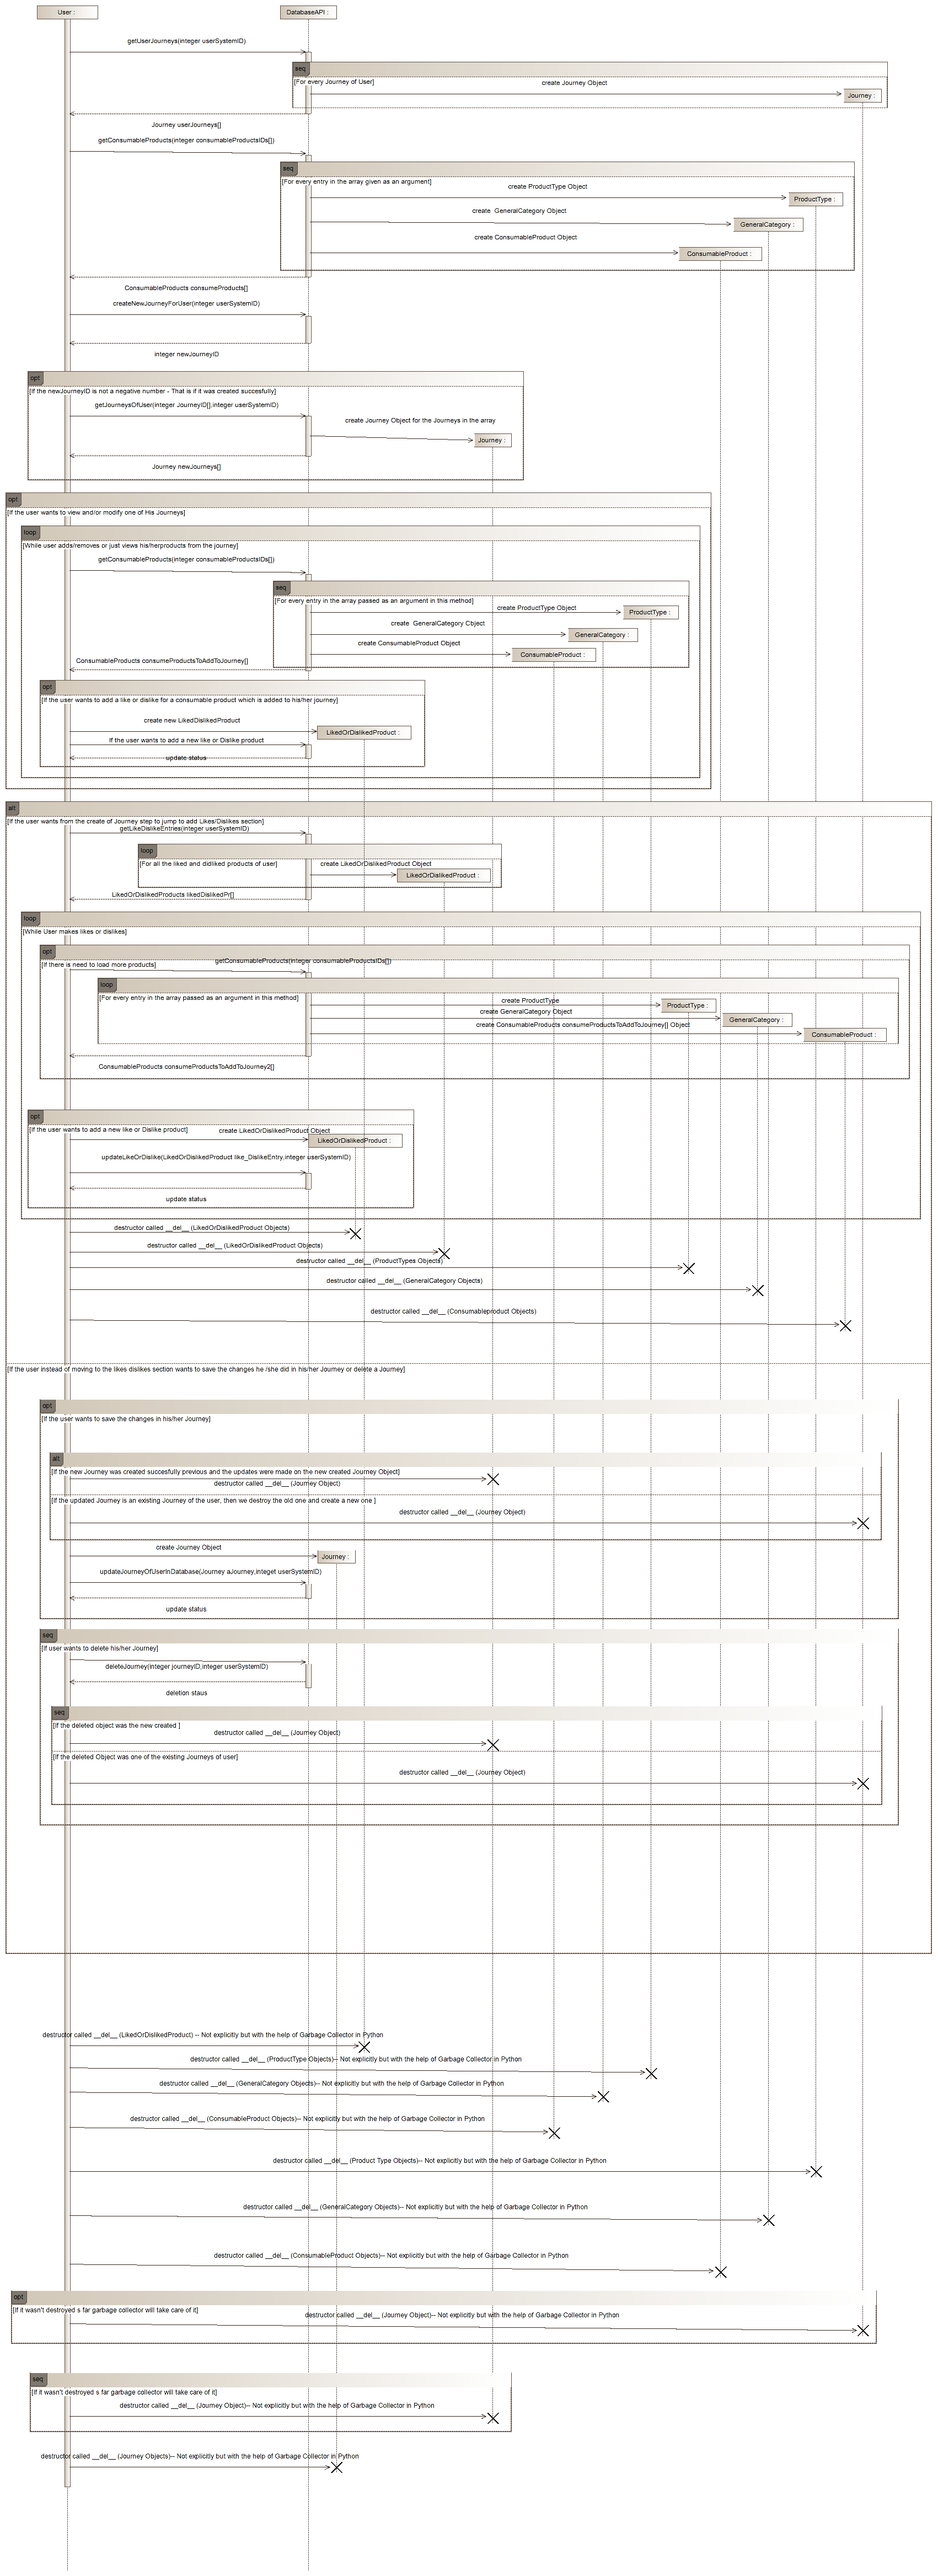 User :
DatabaseAPI :
getUserJourneys(integer userSystemID)
seq
[For every Journey of User]
create Journey Object
Journey :
Journey userJourneys[]
getConsumableProducts(integer consumableProductsIDs[])
seq
[For every entry in the array given as an argument]
create ProductType Object
ProductType :
create  GeneralCategory Object
GeneralCategory :
create ConsumableProduct Object
ConsumableProduct :
ConsumableProducts consumeProducts[]
createNewJourneyForUser(integer userSystemID)
integer newJourneyID
opt
[If the newJourneyID is not a negative number - That is if it was created succesfully]
getJourneysOfUser(integer JourneyID[],integer userSystemID)
create Journey Object for the Journeys in the array
Journey :
Journey newJourneys[]
opt
[If the user wants to view and/or modify one of His Journeys]
loop
[While user adds/removes or just views his/herproducts from the journey]
getConsumableProducts(integer consumableProductsIDs[])
seq
[For every entry in the array passed as an argument in this method]
create ProductType Object
ProductType :
create  GeneralCategory Object
GeneralCategory :
create ConsumableProduct Object
ConsumableProduct :
ConsumableProducts consumeProductsToAddToJourney[]
opt
[If the user wants to add a like or dislike for a consumable product which is added to his/her journey]
create new LikedDislikedProduct
LikedOrDislikedProduct :
If the user wants to add a new like or Dislike product
update status
alt
[If the user wants from the create of Journey step to jump to add Likes/Dislikes section]
getLikeDislikeEntries(integer userSystemID)
loop
[For all the liked and didliked products of user]
create LikedOrDislikedProduct Object
LikedOrDislikedProduct :
LikedOrDislikedProducts likedDislikedPr[]
loop
[While User makes likes or dislikes]
opt
getConsumableProducts(integer consumableProductsIDs[])
[If there is need to load more products]
loop
[For every entry in the array passed as an argument in this method]
create ProductType
ProductType :
create GeneralCategory Object
GeneralCategory :
create ConsumableProducts consumeProductsToAddToJourney[] Object
ConsumableProduct :
ConsumableProducts consumeProductsToAddToJourney2[]
opt
[If the user wants to add a new like or Dislike product]
create LikedOrDislikedProduct Object
LikedOrDislikedProduct :
updateLikeOrDislike(LikedOrDislikedProduct like_DislikeEntry,integer userSystemID)
update status
destructor called __del__ (LikedOrDislikedProduct Objects)
destructor called __del__ (LikedOrDislikedProduct Objects)
destructor called __del__ (ProductTypes Objects)
destructor called __del__ (GeneralCategory Objects)
destructor called __del__ (Consumableproduct Objects)
[If the user instead of moving to the likes dislikes section wants to save the changes he /she did in his/her Journey or delete a Journey]
opt
[If the user wants to save the changes in his/her Journey]
alt
[If the new Journey was created succesfully previous and the updates were made on the new created Journey Object]
destructor called __del__ (Journey Object)
[If the updated Journey is an existing Journey of the user, then we destroy the old one and create a new one ]
destructor called __del__ (Journey Object)
create Journey Object
Journey :
updateJourneyOfUserInDatabase(Journey aJourney,integet userSystemID)
update status
seq
[If user wants to delete his/her Journey]
deleteJourney(integer journeyID,integer userSystemID)
deletion staus
seq
[If the deleted object was the new created ]
destructor called __del__ (Journey Object)
[If the deleted Object was one of the existing Journeys of user]
destructor called __del__ (Journey Object)
destructor called __del__ (LikedOrDislikedProduct) -- Not explicitly but with the help of Garbage Collector in Python
destructor called __del__ (ProductType Objects)-- Not explicitly but with the help of Garbage Collector in Python
destructor called __del__ (GeneralCategory Objects)-- Not explicitly but with the help of Garbage Collector in Python
destructor called __del__ (ConsumableProduct Objects)-- Not explicitly but with the help of Garbage Collector in Python
destructor called __del__ (Product Type Objects)-- Not explicitly but with the help of Garbage Collector in Python
destructor called __del__ (GeneralCategory Objects)-- Not explicitly but with the help of Garbage Collector in Python
destructor called __del__ (ConsumableProduct Objects)-- Not explicitly but with the help of Garbage Collector in Python
opt
[If it wasn't destroyed s far garbage collector will take care of it]
destructor called __del__ (Journey Object)-- Not explicitly but with the help of Garbage Collector in Python
seq
[If it wasn't destroyed s far garbage collector will take care of it]
destructor called __del__ (Journey Object)-- Not explicitly but with the help of Garbage Collector in Python
destructor called __del__ (Journey Objects)-- Not explicitly but with the help of Garbage Collector in Python